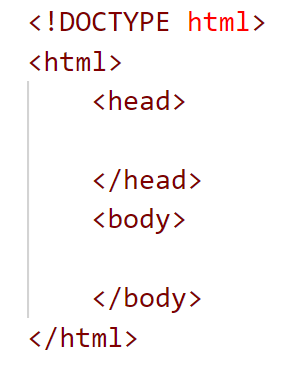 <!DOCTYPE html>
<html>
    <head>

    </head>
    <body>

    </body>
</html>